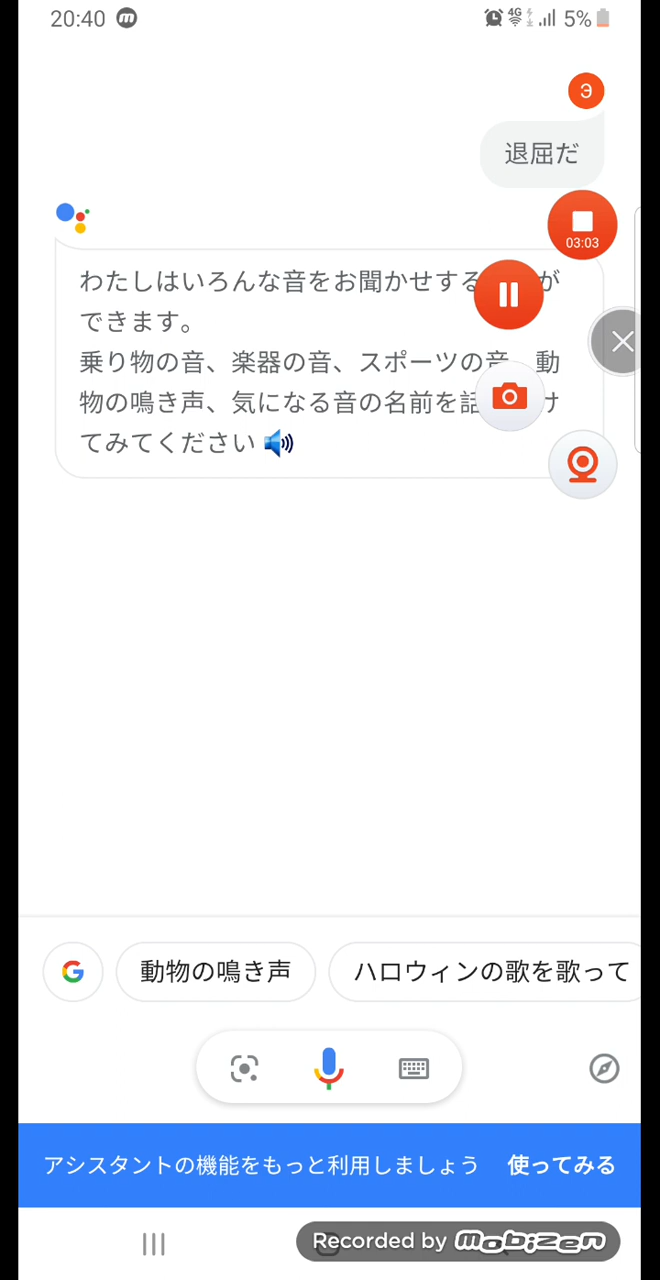 20:40
4G
5%
э
退屈だ
03:03
わたしはいろんな音をお聞かせする が
できます。
乗り物の音、楽器の音、スポーツの音、動
物の鳴き声、気になる音の名前を話 け
てみてください
動物の鳴き声
ハロウィンの歌を歌って
アシスタントの機能をもっと利用しましょう 使ってみる
Recorded by mobizen